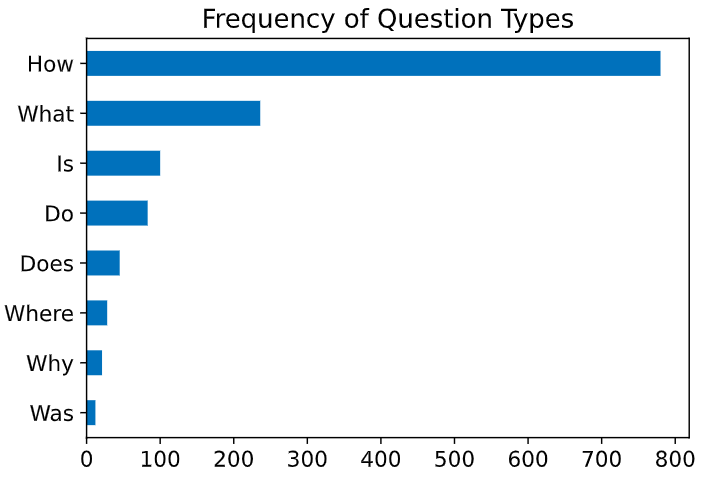 Frequency of Question Types
How
What
Is
Do
Does
Where
Why
Was
0 100 200 300 400 500 600 700 800